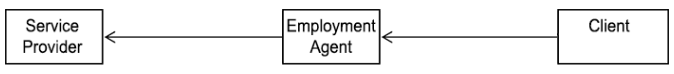 Service
Provider
Employment
Agent
Client